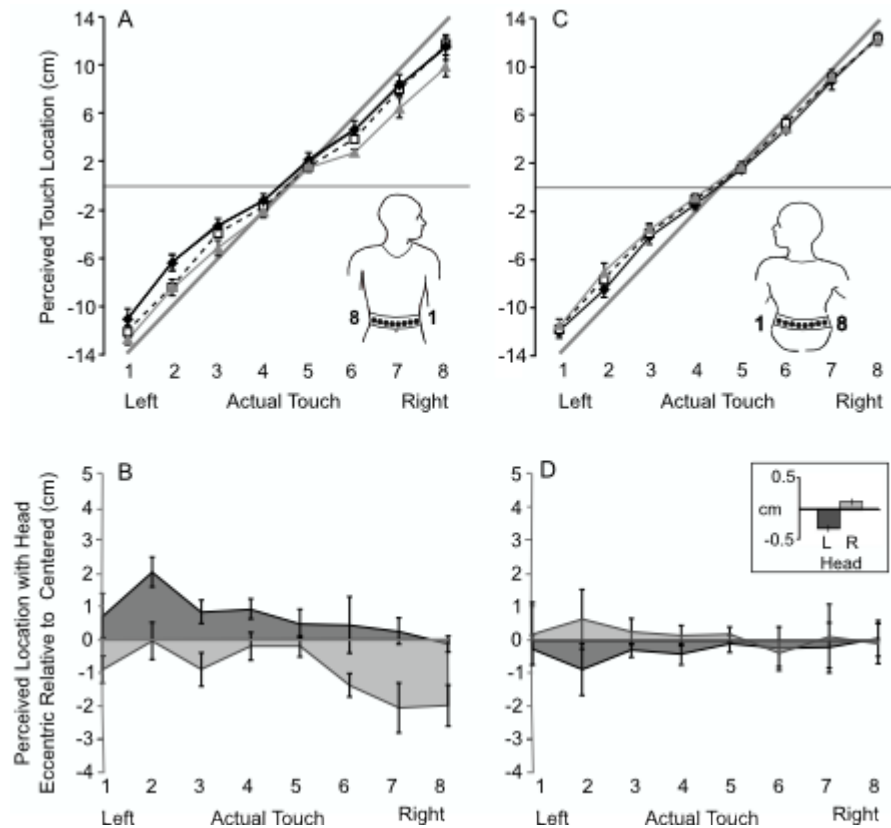 A
Perceived Touch Location (cm)
14
10
6
2
-2
-6
-10
-14
8 1
1 2 3 4 5 6 7 8
Left Actual Touch Right
C
14
10
6
2
-2
-6
-10
-14
1 8
1 2 3 4 5 6 7 8
Left Actual Touch Right
B
Perceived Location with Head
Eccentric Relative to Centered (cm)
5
4
3
2
1
0
-1
-2
-3
-4
1 2 3 4 5 6 7 8
Left Actual Touch Right
D
5
4
3
2
1
0
-1
-2
-3
-4
0.5
cm
-0.5
L R
Head
1 2 3 4 5 6 7 8
Left Actual Touch Right